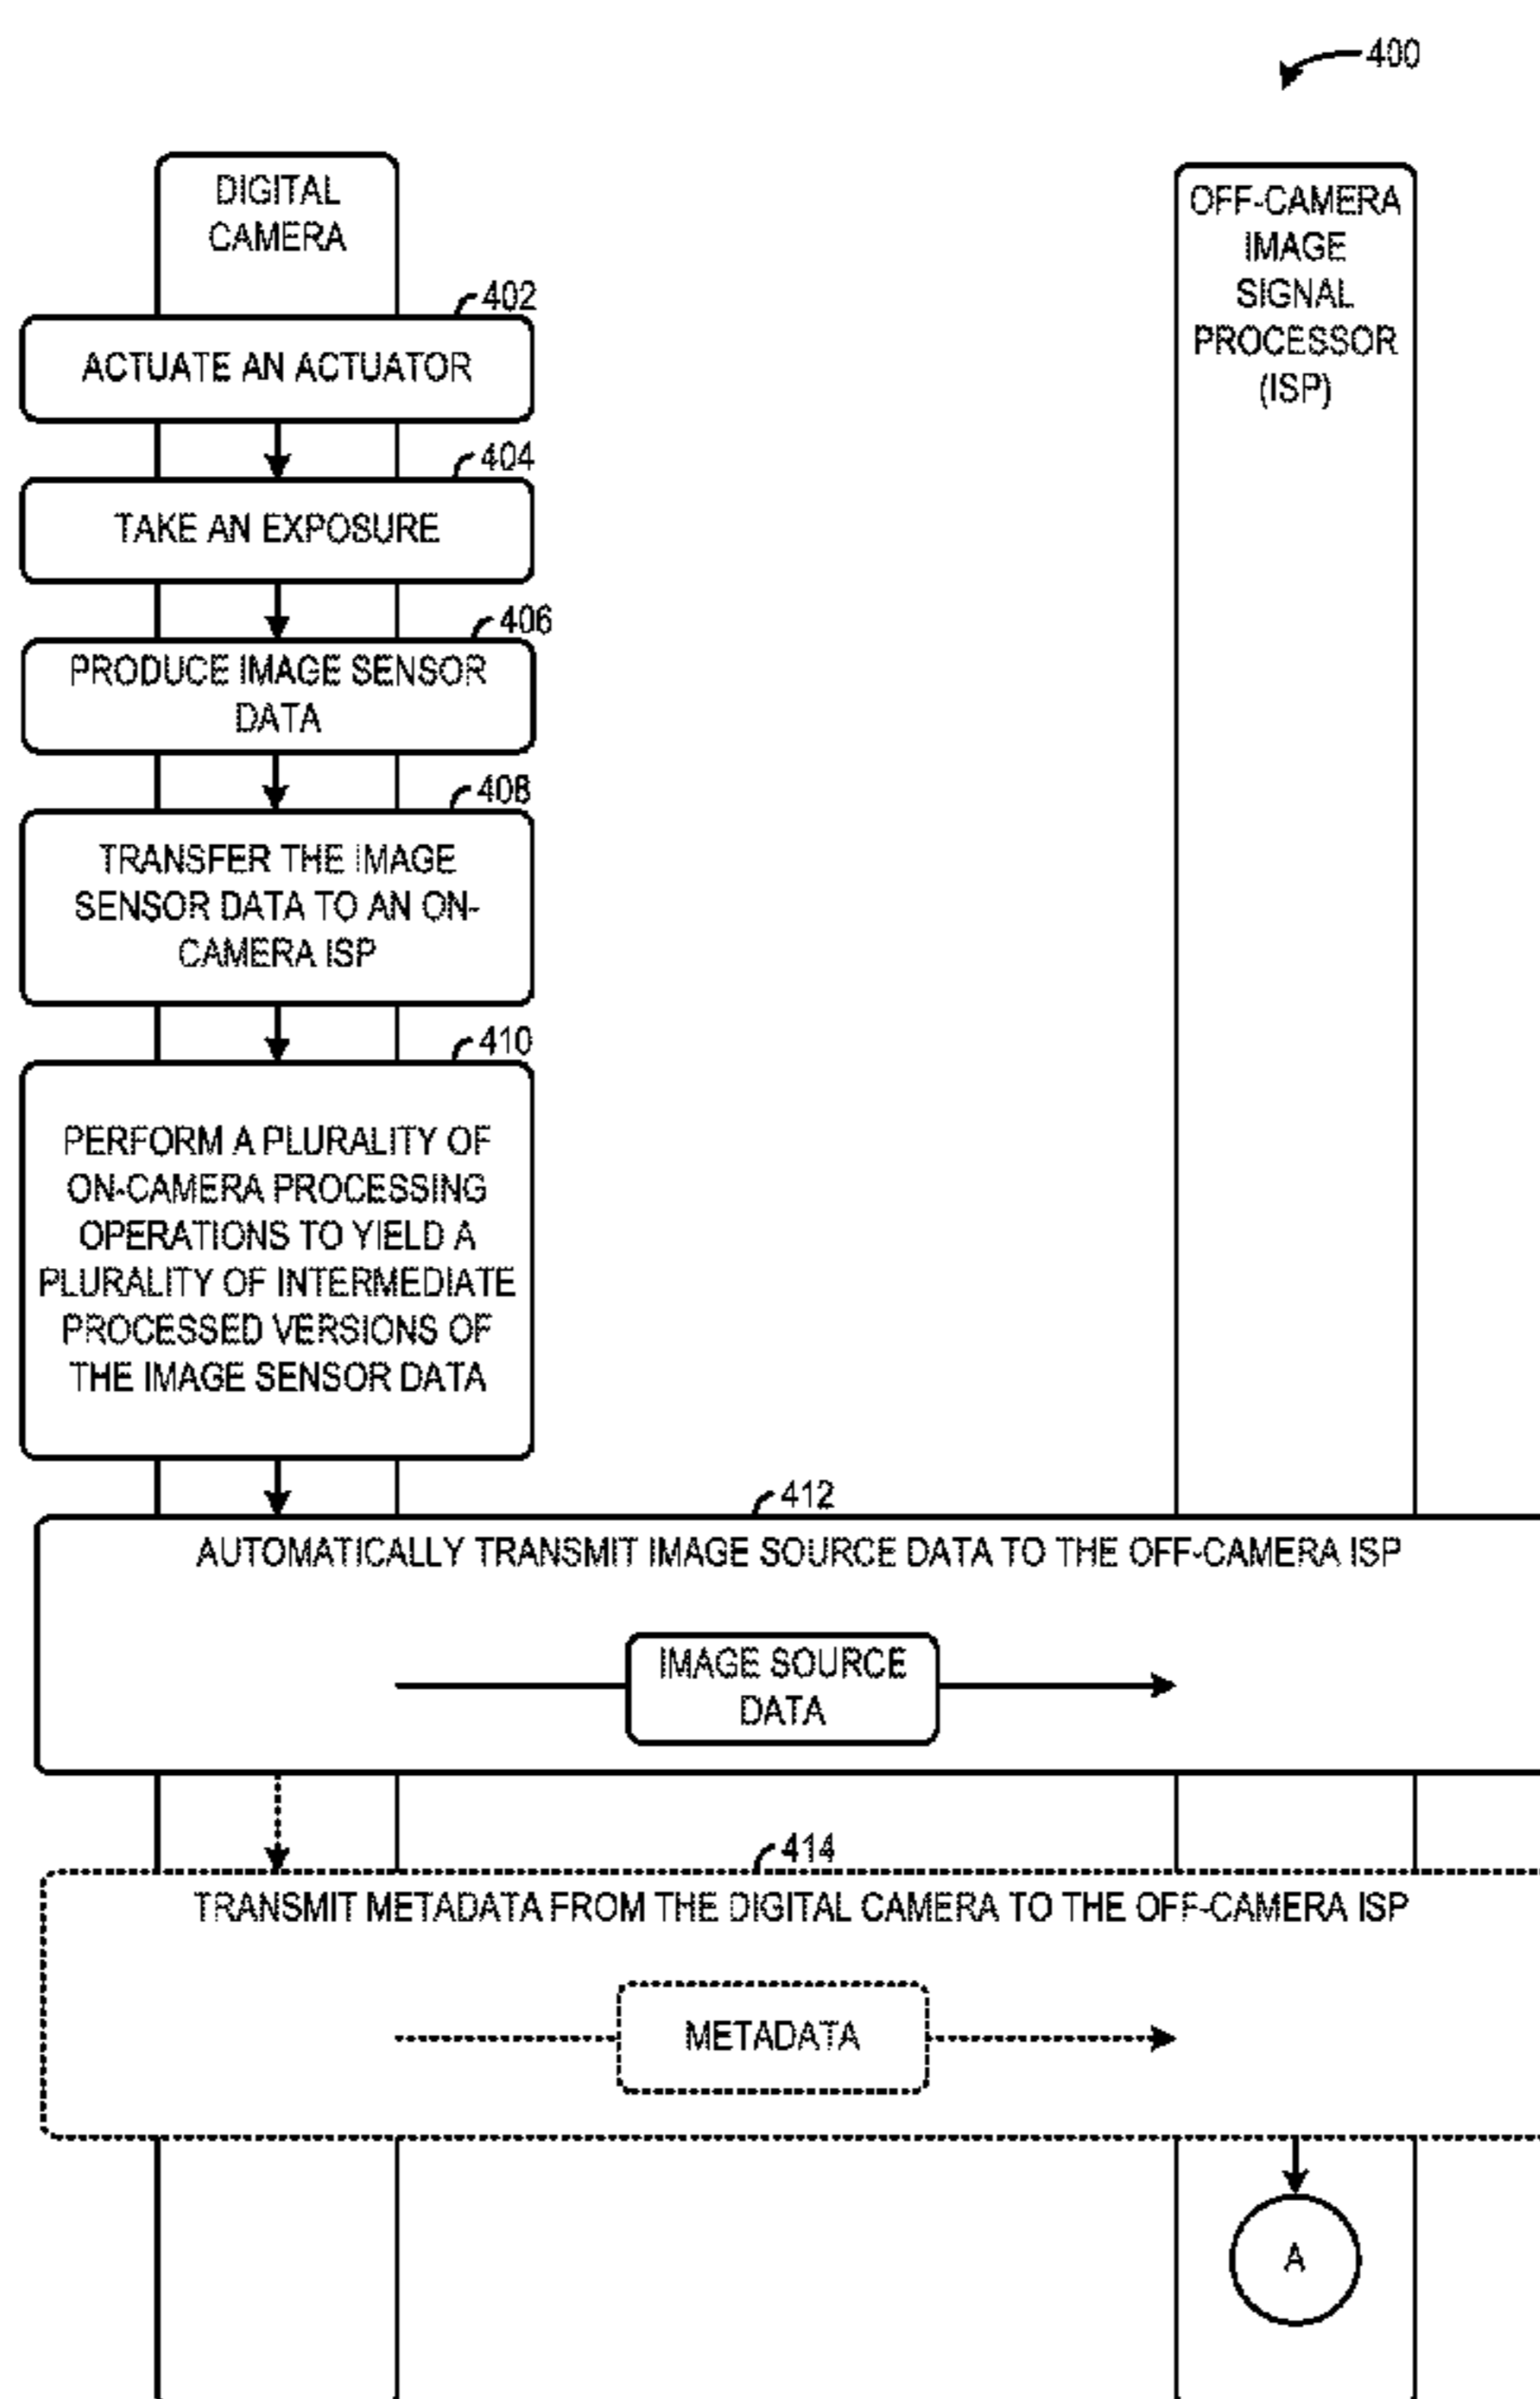 400
DIGITAL
CAMERA
OFF-CAMERA
IMAGE
SIGNAL
PROCESSOR
(ISP)
402
ACTUATE AN ACTUATOR
404
TAKE AN EXPOSURE
406
PRODUCE IMAGE SENSOR
DATA
408
TRANSFER THE IMAGE
SENSOR DATA TO AN ON-
CAMERA ISP
410
PERFORM A PLURALITY OF
ON-CAMERA PROCESSING
OPERATIONS TO YIELD A
PLURALITY OF INTERMEDIATE
PROCESSED VERSIONS OF
THE IMAGE SENSOR DATA
412
AUTOMATICALLY TRANSMIT IMAGE SOURCE DATA TO THE OFF-CAMERA ISP
IMAGE SOURCE
DATA
414
TRANSMIT METADATA FROM THE DIGITAL CAMERA TO THE OFF-CAMERA ISP
METADATA
A